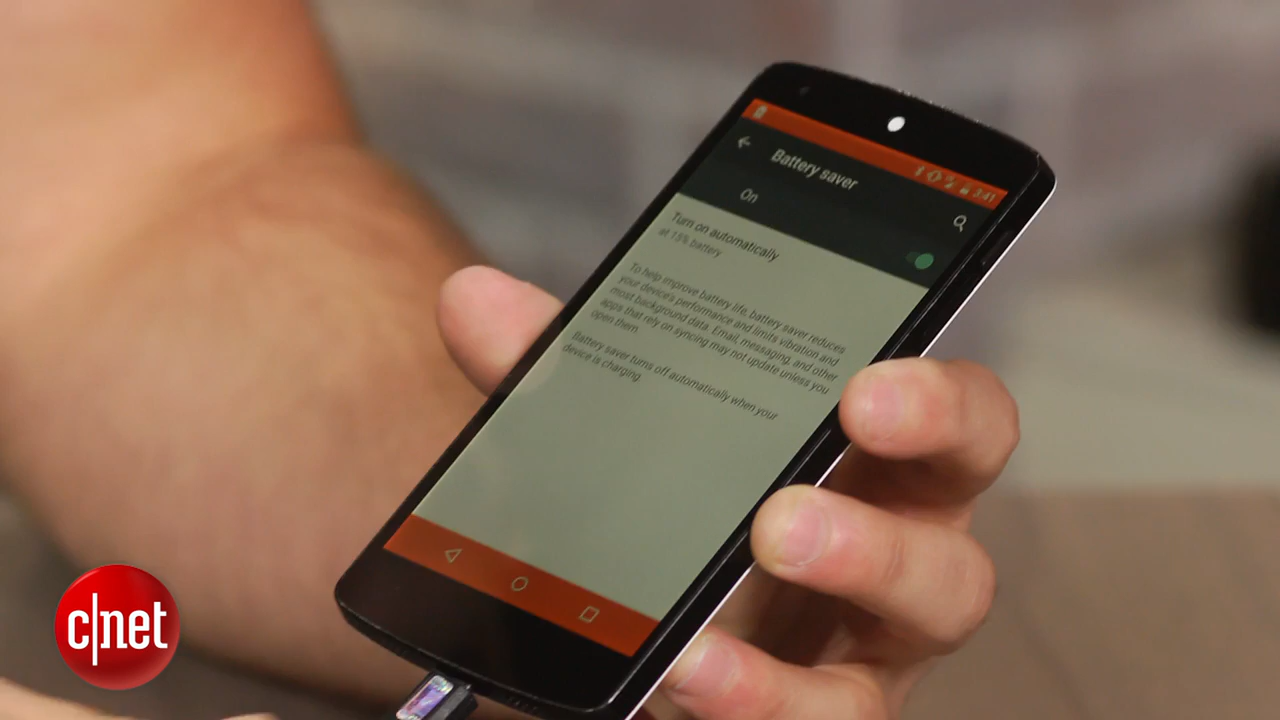 3:41
Battery saver
On
Turn on automatically
at 15% battery
To help improve battery life, battery saver reduces
your device's performance and limits vibration and
most background data. Email, messaging, and other
apps that rely on syncing may not update unless you
open them.
Battery saver turns off automatically when your
device is charging.
c|net